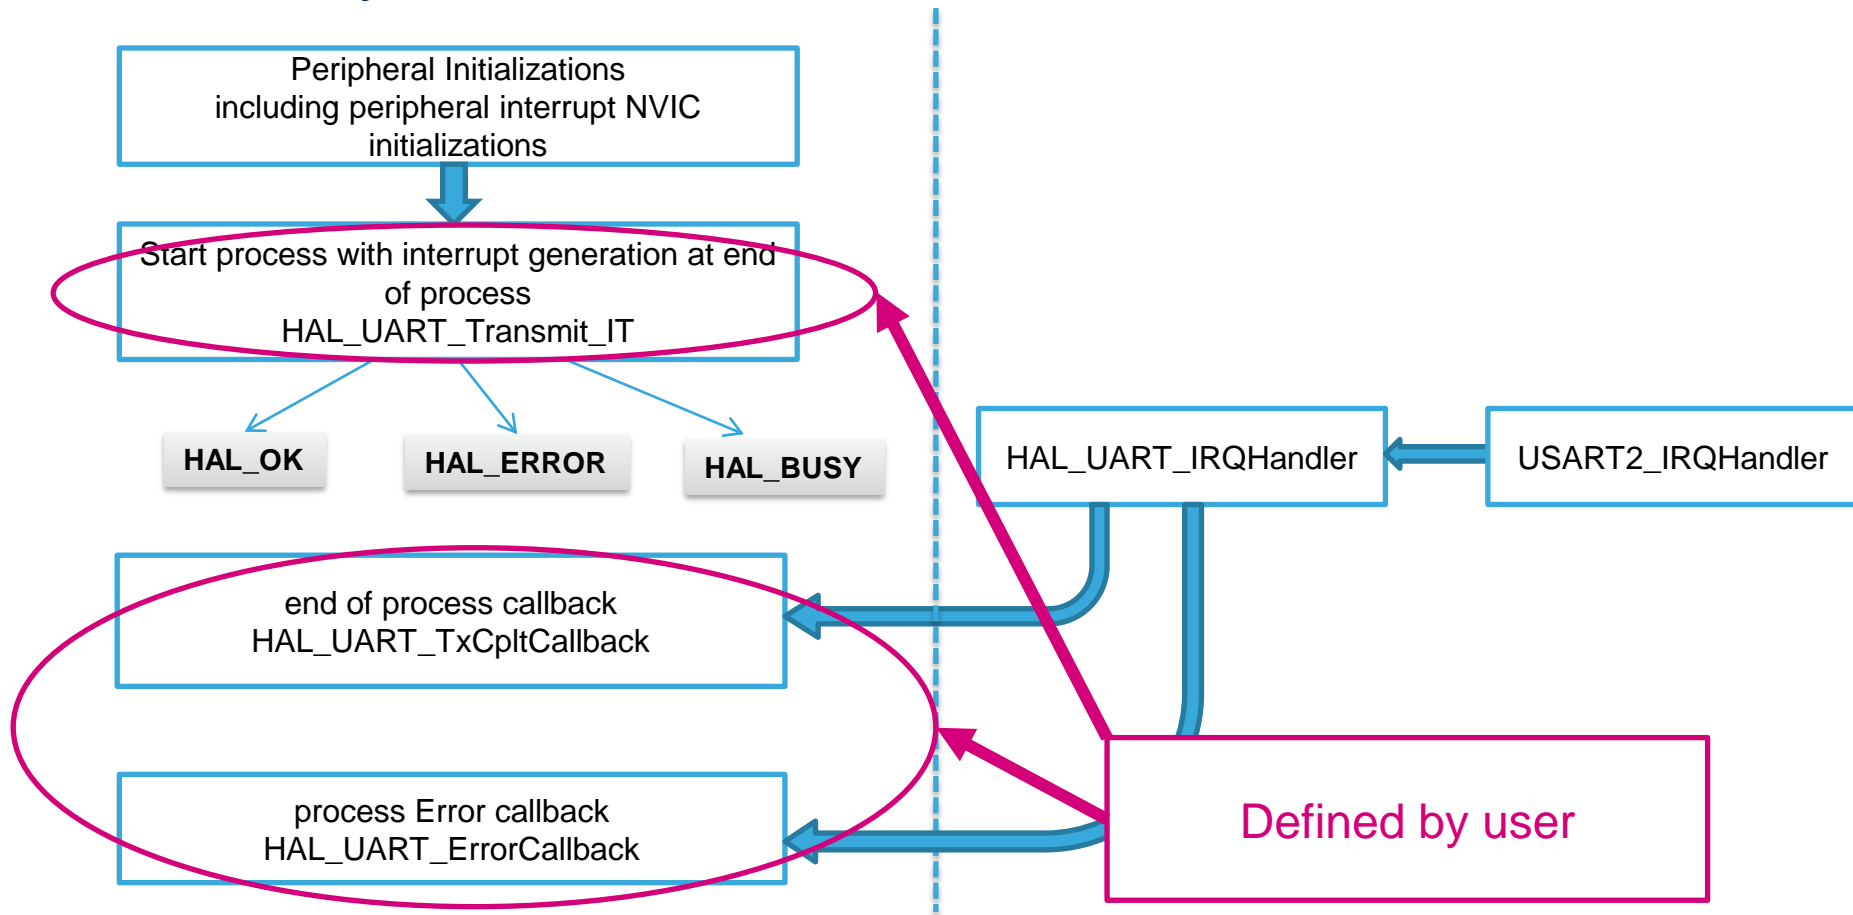 Peripheral Initializations
including peripheral interrupt NVIC
initializations
Start process with interrupt generation at end
of process
HAL_UART_Transmit_IT
HAL_OK
HAL_ERROR
HAL_BUSY
HAL_UART_IRQHandler
USART2_IRQHandler
end of process callback
HAL_UART_TxCpltCallback
process Error callback
HAL_UART_ErrorCallback
Defined by user